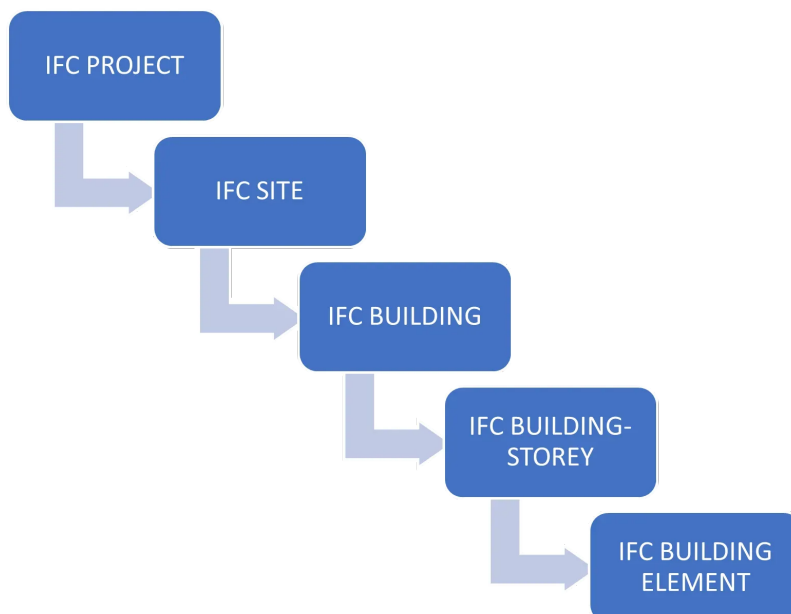 IFC PROJECT
IFC SITE
IFC BUILDING
IFC BUILDING-
STOREY
IFC BUILDING
ELEMENT